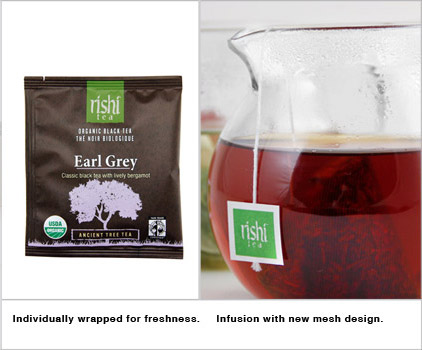 rishi
tea
ORGANIC BLACK TEA
THÉ NOIR BIOLOGIQUE
Earl Grey
Classic black tea with lively bergamot
USDA
ORGANIC
ANCIENT TREE TEA
rishi
tea
Individually wrapped for freshness.
Infusion with new mesh design.